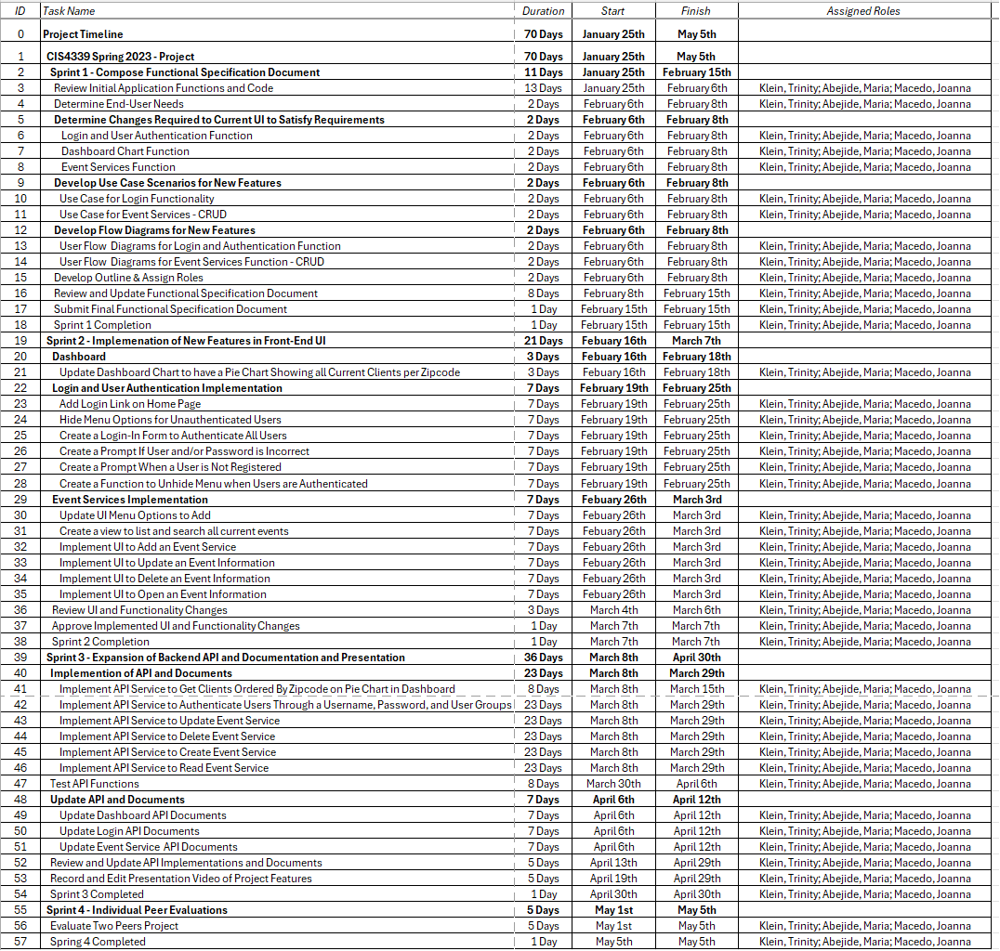 ID Task Name Duration Start Finish Assigned Roles
0 Project Timeline 70 Days January 25th May 5th
1 CIS4339 Spring 2023 - Project 70 Days January 25th May 5th
2 Sprint 1 - Compose Functional Specification Document 11 Days January 25th February 15th
3 Review Initial Application Functions and Code 13 Days January 25th February 6th Klein, Trinity; Abejide, Maria; Macedo, Joanna
4 Determine End-User Needs 2 Days February 6th February 8th Klein, Trinity; Abejide, Maria; Macedo, Joanna
5 Determine Changes Required to Current UI to Satisfy Requirements 2 Days February 6th February 8th
6 Login and User Authentication Function 2 Days February 6th February 8th Klein, Trinity; Abejide, Maria; Macedo, Joanna
7 Dashboard Chart Function 2 Days February 6th February 8th Klein, Trinity; Abejide, Maria; Macedo, Joanna
8 Event Services Function 2 Days February 6th February 8th Klein, Trinity; Abejide, Maria; Macedo, Joanna
9 Develop Use Case Scenarios for New Features 2 Days February 6th February 8th
10 Use Case for Login Functionality 2 Days February 6th February 8th Klein, Trinity; Abejide, Maria; Macedo, Joanna
11 Use Case for Event Services - CRUD 2 Days February 6th February 8th Klein, Trinity; Abejide, Maria; Macedo, Joanna
12 Develop Flow Diagrams for New Features 2 Days February 6th February 8th
13 User Flow Diagrams for Login and Authentication Function 2 Days February 6th February 8th Klein, Trinity; Abejide, Maria; Macedo, Joanna
14 User Flow Diagrams for Event Services Function - CRUD 2 Days February 6th February 8th Klein, Trinity; Abejide, Maria; Macedo, Joanna
15 Develop Outline & Assign Roles 2 Days February 6th February 8th Klein, Trinity; Abejide, Maria; Macedo, Joanna
16 Review and Update Functional Specification Document 8 Days February 8th February 15th Klein, Trinity; Abejide, Maria; Macedo, Joanna
17 Submit Final Functional Specification Document 1 Day February 15th February 15th Klein, Trinity; Abejide, Maria; Macedo, Joanna
18 Sprint 1 Completion 1 Day February 15th February 15th Klein, Trinity; Abejide, Maria; Macedo, Joanna
19 Sprint 2 - Implemenation of New Features in Front-End UI 21 Days Febuary 16th March 7th
20 Dashboard 3 Days Febuary 16th February 18th
21 Update Dashboard Chart to have a Pie Chart Showing all Current Clients per Zipcode 3 Days Febuary 16th February 18th Klein, Trinity; Abejide, Maria; Macedo, Joanna
22 Login and User Authentication Implementation 7 Days February 19th February 25th
23 Add Login Link on Home Page 7 Days February 19th February 25th Klein, Trinity; Abejide, Maria; Macedo, Joanna
24 Hide Menu Options for Unauthenticated Users 7 Days February 19th February 25th Klein, Trinity; Abejide, Maria; Macedo, Joanna
25 Create a Login-In Form to Authenticate All Users 7 Days February 19th February 25th Klein, Trinity; Abejide, Maria; Macedo, Joanna
26 Create a Prompt If User and/or Password is Incorrect 7 Days February 19th February 25th Klein, Trinity; Abejide, Maria; Macedo, Joanna
27 Create a Prompt When a User is Not Registered 7 Days February 19th February 25th Klein, Trinity; Abejide, Maria; Macedo, Joanna
28 Create a Function to Unhide Menu when Users are Authenticated 7 Days February 19th February 25th Klein, Trinity; Abejide, Maria; Macedo, Joanna
29 Event Services Implementation 7 Days Febuary 26th March 3rd
30 Update UI Menu Options to Add 7 Days Febuary 26th March 3rd Klein, Trinity; Abejide, Maria; Macedo, Joanna
31 Create a view to list and search all current events 7 Days Febuary 26th March 3rd Klein, Trinity; Abejide, Maria; Macedo, Joanna
32 Implement UI to Add an Event Service 7 Days Febuary 26th March 3rd Klein, Trinity; Abejide, Maria; Macedo, Joanna
33 Implement UI to Update an Event Information 7 Days Febuary 26th March 3rd Klein, Trinity; Abejide, Maria; Macedo, Joanna
34 Implement UI to Delete an Event Information 7 Days Febuary 26th March 3rd Klein, Trinity; Abejide, Maria; Macedo, Joanna
35 Implement UI to Open an Event Information 7 Days Febuary 26th March 3rd Klein, Trinity; Abejide, Maria; Macedo, Joanna
36 Review UI and Functionality Changes 3 Days March 4th March 6th Klein, Trinity; Abejide, Maria; Macedo, Joanna
37 Approve Implemented UI and Functionality Changes 1 Day March 7th March 7th Klein, Trinity; Abejide, Maria; Macedo, Joanna
38 Sprint 2 Completion 1 Day March 7th March 7th Klein, Trinity; Abejide, Maria; Macedo, Joanna
39 Sprint 3 - Expansion of Backend API and Documentation and Presentation 36 Days March 8th April 30th
40 Implemention of API and Documents 23 Days March 8th March 29th
41 Implement API Service to Get Clients Ordered By Zipcode on Pie Chart in Dashboard 8 Days March 8th March 15th Klein, Trinity; Abejide, Maria; Macedo, Joanna
42 Implement API Service to Authenticate Users Through a Username, Password, and User Groups 23 Days March 8th March 29th Klein, Trinity; Abejide, Maria; Macedo, Joanna
43 Implement API Service to Update Event Service 23 Days March 8th March 29th Klein, Trinity; Abejide, Maria; Macedo, Joanna
44 Implement API Service to Delete Event Service 23 Days March 8th March 29th Klein, Trinity; Abejide, Maria; Macedo, Joanna
45 Implement API Service to Create Event Service 23 Days March 8th March 29th Klein, Trinity; Abejide, Maria; Macedo, Joanna
46 Implement API Service to Read Event Service 23 Days March 8th March 29th Klein, Trinity; Abejide, Maria; Macedo, Joanna
47 Test API Functions 8 Days March 30th April 6th Klein, Trinity; Abejide, Maria; Macedo, Joanna
48 Update API and Documents 7 Days April 6th April 12th
49 Update Dashboard API Documents 7 Days April 6th April 12th Klein, Trinity; Abejide, Maria; Macedo, Joanna
50 Update Login API Documents 7 Days April 6th April 12th Klein, Trinity; Abejide, Maria; Macedo, Joanna
51 Update Event Service API Documents 7 Days April 6th April 12th Klein, Trinity; Abejide, Maria; Macedo, Joanna
52 Review and Update API Implementations and Documents 5 Days April 13th April 29th Klein, Trinity; Abejide, Maria; Macedo, Joanna
53 Record and Edit Presentation Video of Project Features 5 Days April 19th April 29th Klein, Trinity; Abejide, Maria; Macedo, Joanna
54 Sprint 3 Completed 1 Day April 30th April 30th Klein, Trinity; Abejide, Maria; Macedo, Joanna
55 Sprint 4 - Individual Peer Evaluations 5 Days May 1st May 5th
56 Evaluate Two Peers Project 5 Days May 1st May 5th Klein, Trinity; Abejide, Maria; Macedo, Joanna
57 Spring 4 Completed 1 Day May 5th May 5th Klein, Trinity; Abejide, Maria; Macedo, Joanna